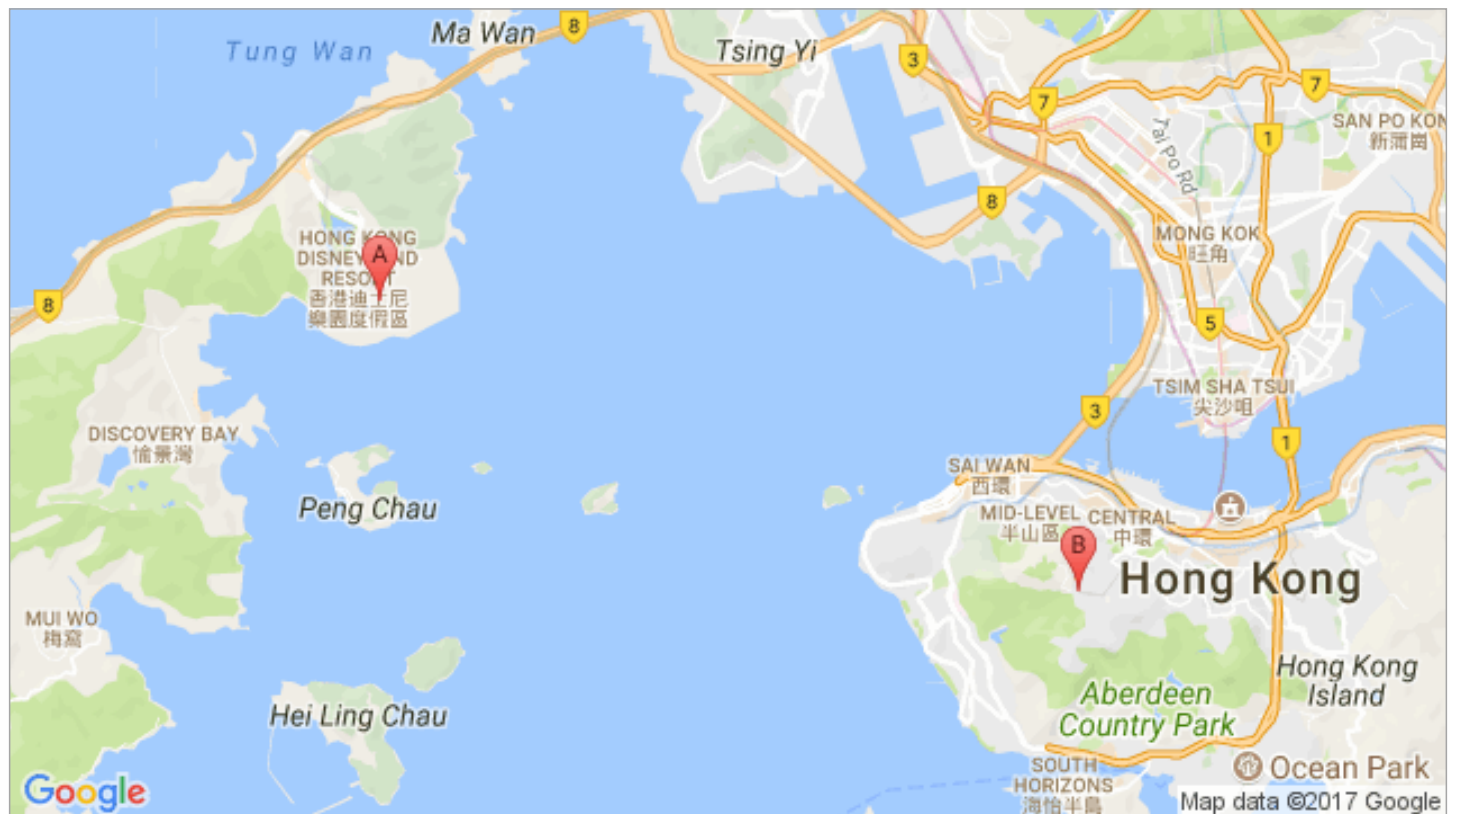 Ma Wan
8
Tung Wan
Tsing Yi
3
7
7
1
SAN PO KON
新蒲崗
Tai Po Rd
8
HONG KONG
DISNEYLAND
RESORT
香港迪士尼
樂園度假區
A
MONG KOK
旺角
8
5
TSIM SHA TSUI
尖沙咀
3
DISCOVERY BAY
愉景灣
1
SAI WAN
西環
Peng Chau
MID-LEVEL
半山區
CENTRAL
中環
B
Hong Kong
MUI WO
梅窩
Hong Kong
Island
Aberdeen
Country Park
Hei Ling Chau
SOUTH
HORIZONS
海怡半島
Ocean Park
Google
Map data ©2017 Google